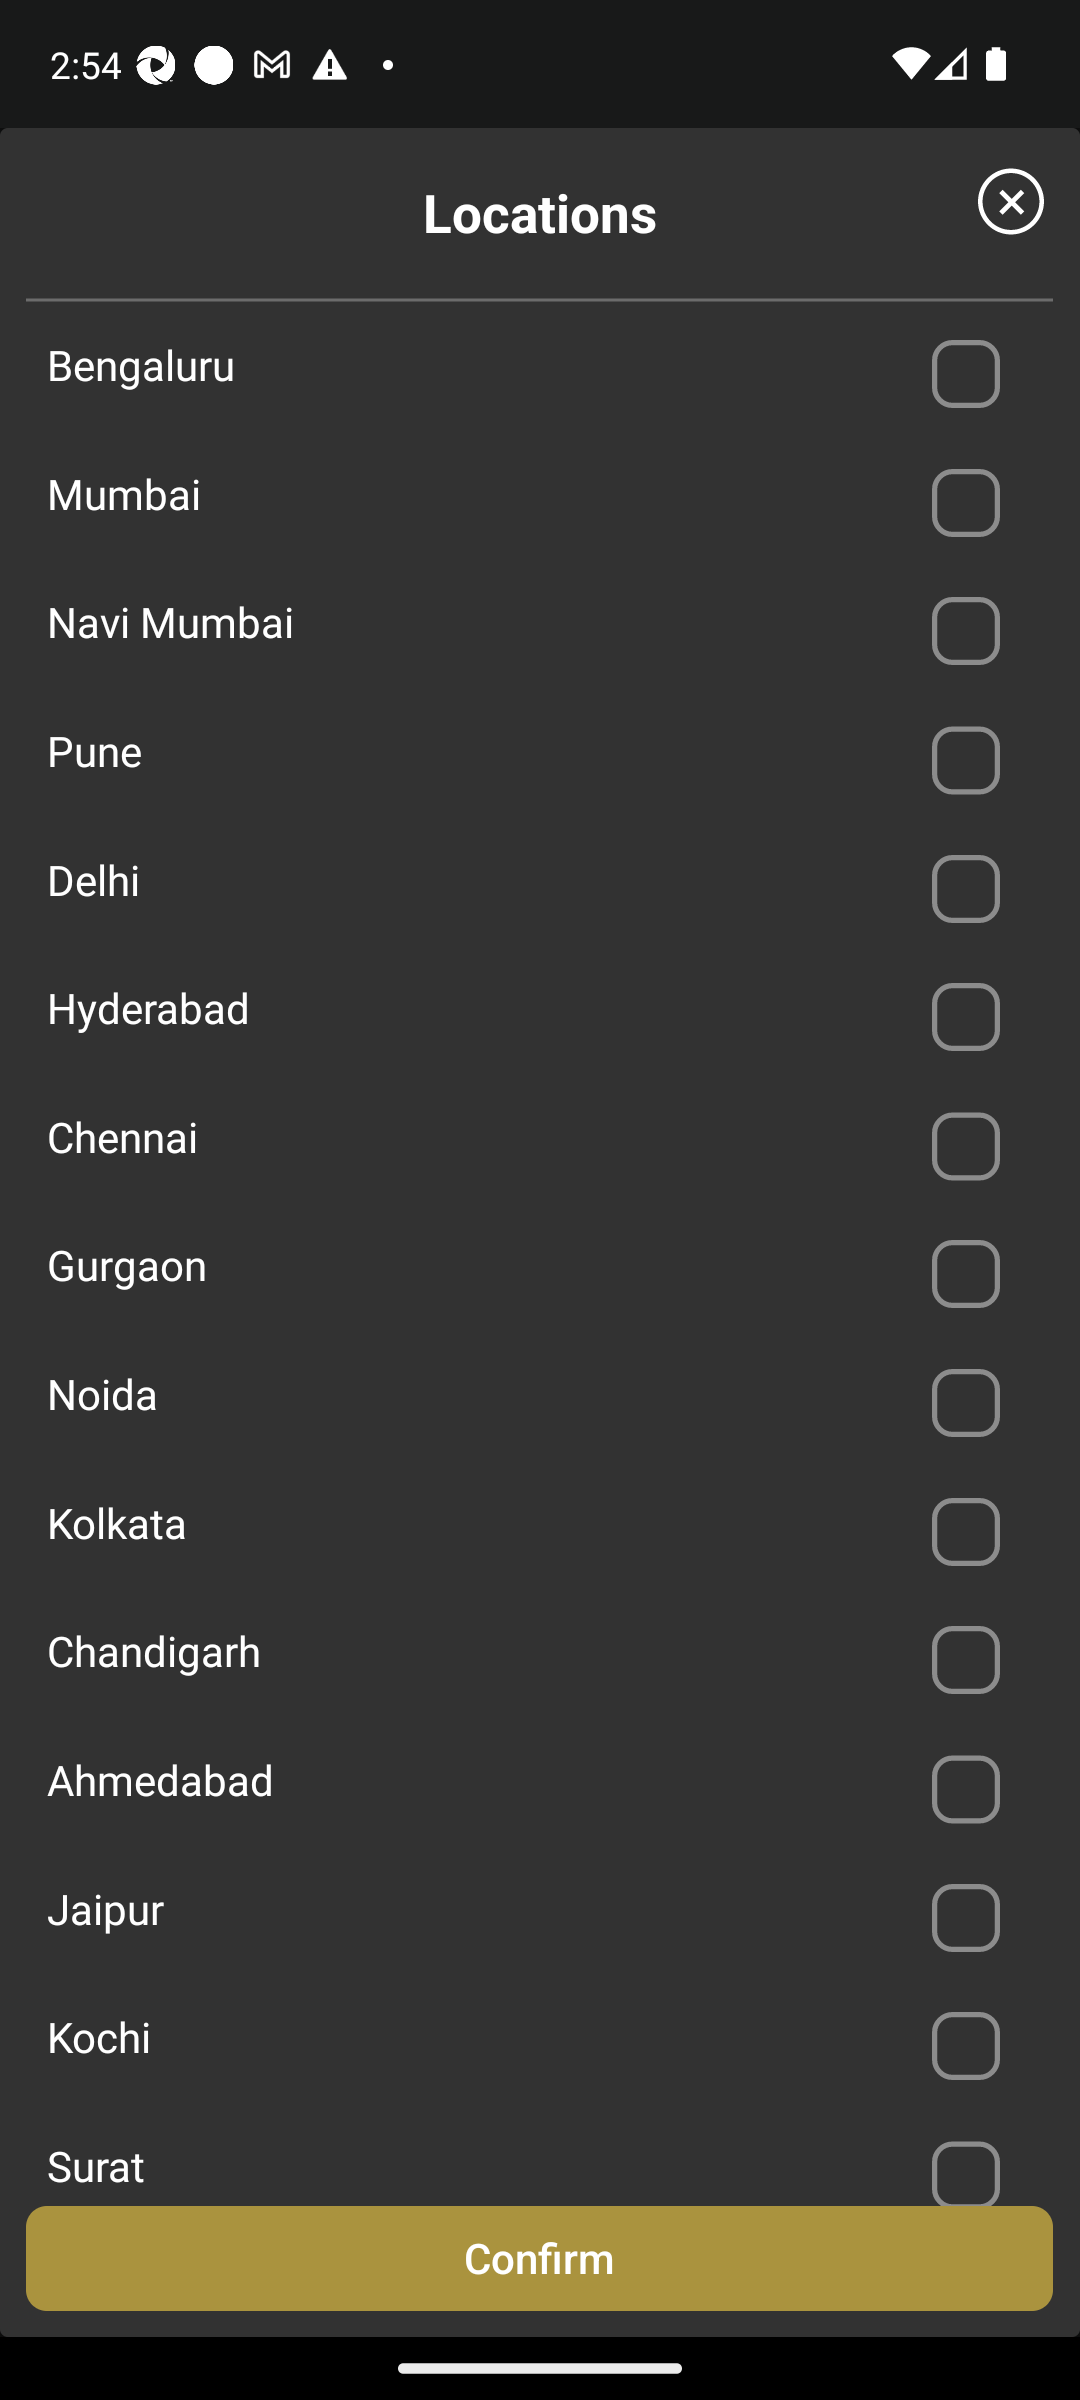 2:54
Locations
Bengaluru
Mumbai
Navi Mumbai
Pune
Delhi
Hyderabad
Chennai
Gurgaon
Noida
Kolkata
Chandigarh
Ahmedabad
Jaipur
Kochi
Surat
Confirm